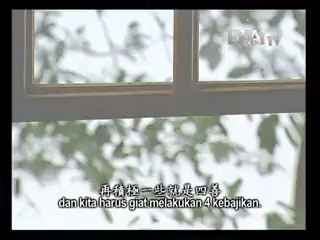 DAAI TV
再積極一些就是四善
dan kita harus giat melakukan 4 kebajikan.